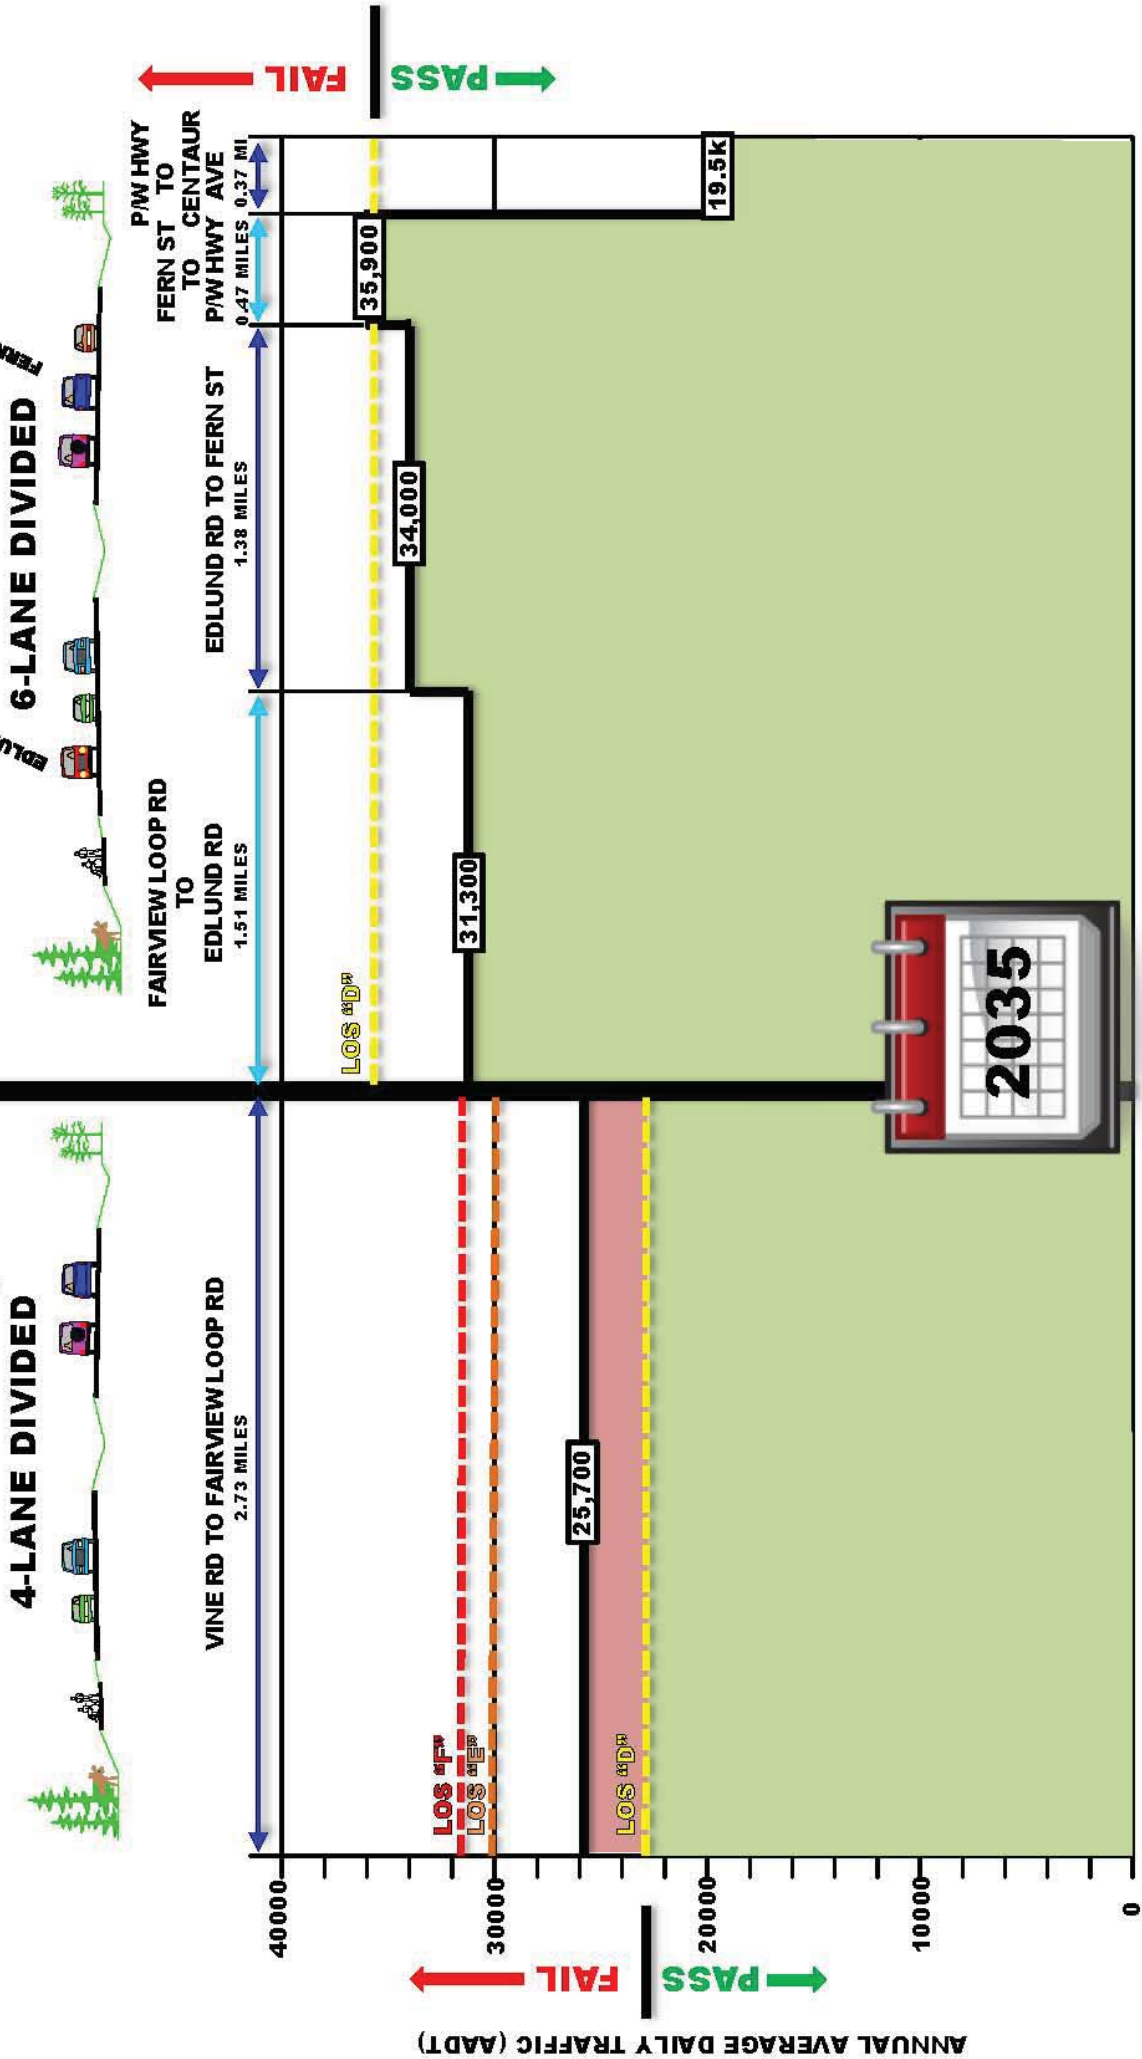 4-LANE DIVIDED
6-LANE DIVIDED
VINE RD TO FAIRVIEW LOOP RD
2.73 MILES
FAIRVIEW LOOP RD
TO
EDLUND RD
1.51 MILES
EDLUND RD TO FERN ST
1.38 MILES
FERN ST
TO
P/W HWY
0.47 MILES
P/W HWY
TO
CENTAUR
AVE
0.37 MI
ANNUAL AVERAGE DAILY TRAFFIC (AADT)
FAIL
PASS
40000
30000
20000
10000
0
LOS "F"
LOS "E"
LOS "D"
25,700
LOS "D"
31,300
34,000
35,900
19.5k
FAIL
PASS
2035